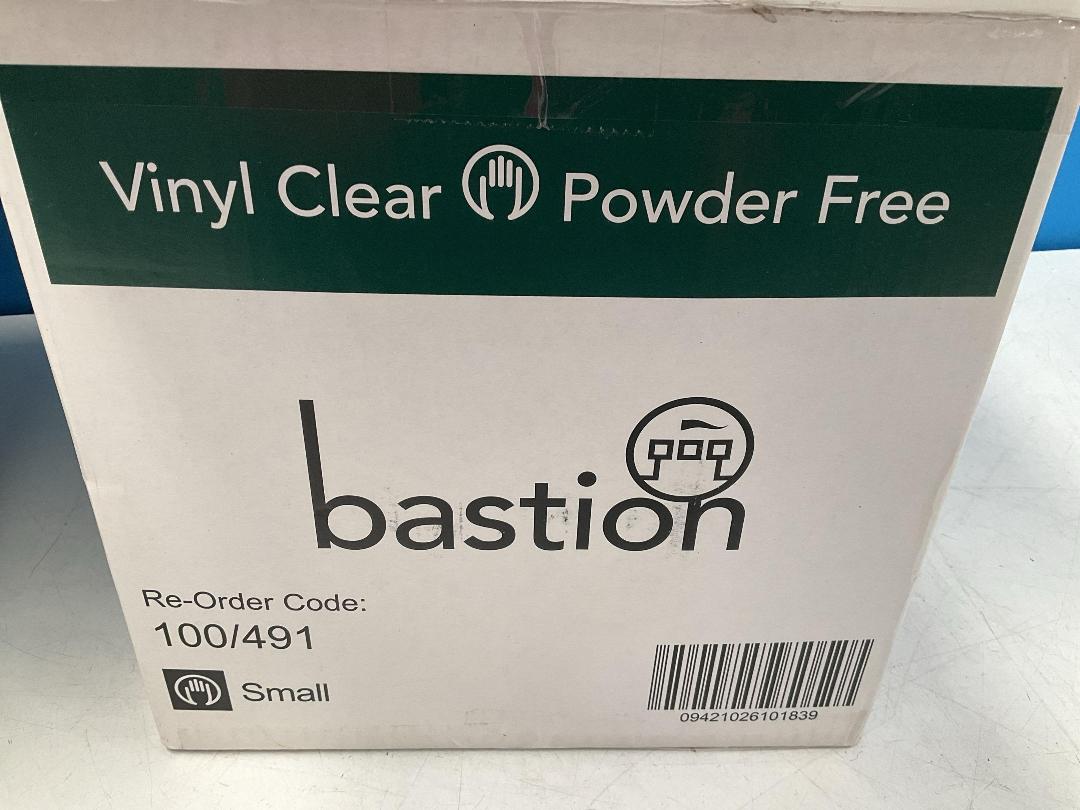 Vinyl Clear Powder Free
bastion
Re-Order Code:
100/491
Small
09421026101839